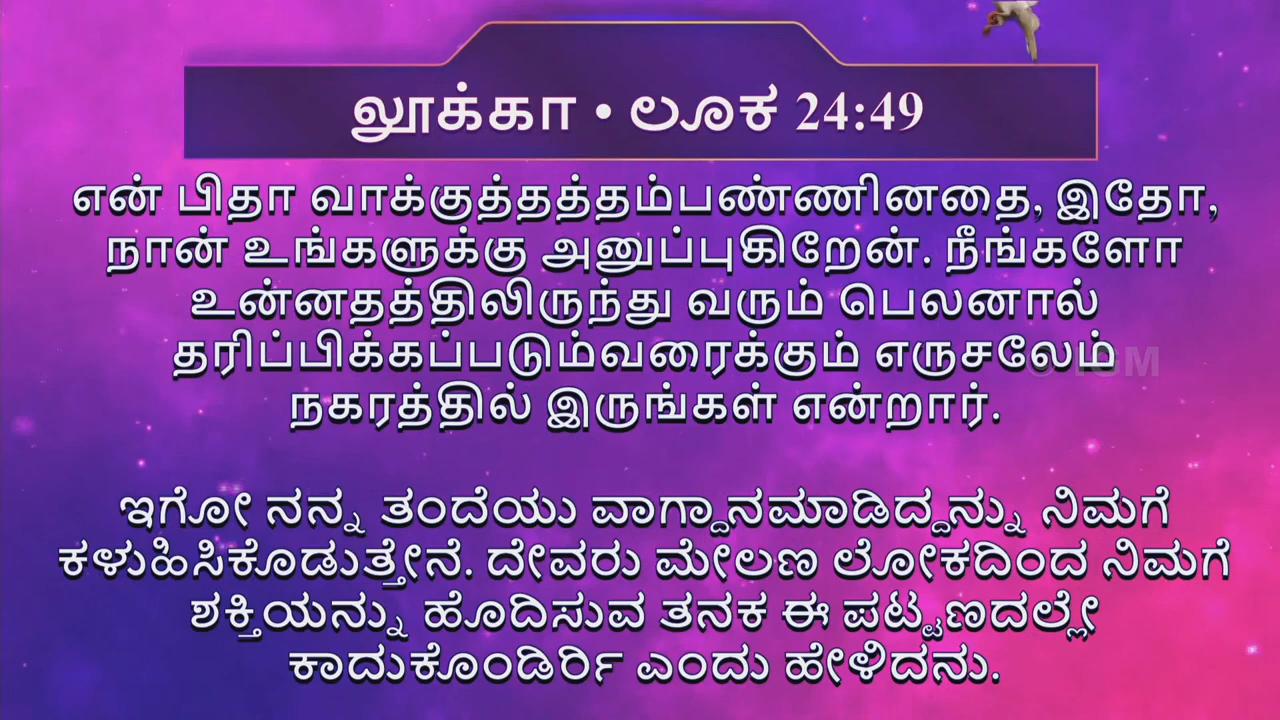 லூக்கா • ಲೂಕ 24:49
என் பிதா வாக்குத்தத்தம்பண்ணினதை, இதோ,
நான் உங்களுக்கு அனுப்புகிறேன். நீங்களோ
உன்னதத்திலிருந்து வரும் பெலனால்
தரிப்பிக்கப்படும்வரைக்கும் எருசலேம்
நகரத்தில் இருங்கள் என்றார்.
ಇಗೋ ನನ್ನ ತಂದೆಯು ವಾಗ್ದಾನಮಾಡಿದ್ದನ್ನು ನಿಮಗೆ
ಕಳುಹಿಸಿಕೊಡುತ್ತೇನೆ. ದೇವರು ಮೇಲಣ ಲೋಕದಿಂದ ನಿಮಗೆ
ಶಕ್ತಿಯನ್ನು ಹೊದಿಸುವ ತನಕ ಈ ಪಟ್ಟಣದಲ್ಲೇ
ಕಾದುಕೊಂಡಿರ್ರಿ ಎಂದು ಹೇಳಿದನು.